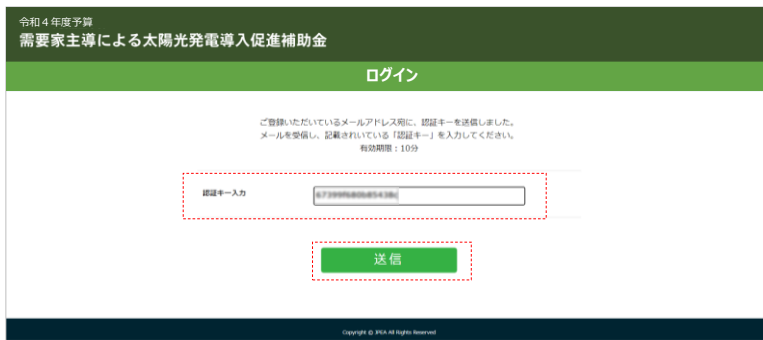 令和４年度予算
需要家主導による太陽光発電導入促進補助金
ログイン
ご登録いただいているメールアドレス宛に、認証キーを送信しました。
メールを受信し、記載されいている「認証キー」を入力してください。
有効期限：10分
認証キー入力
送信
Copyright © JPEA All Rights Reserved